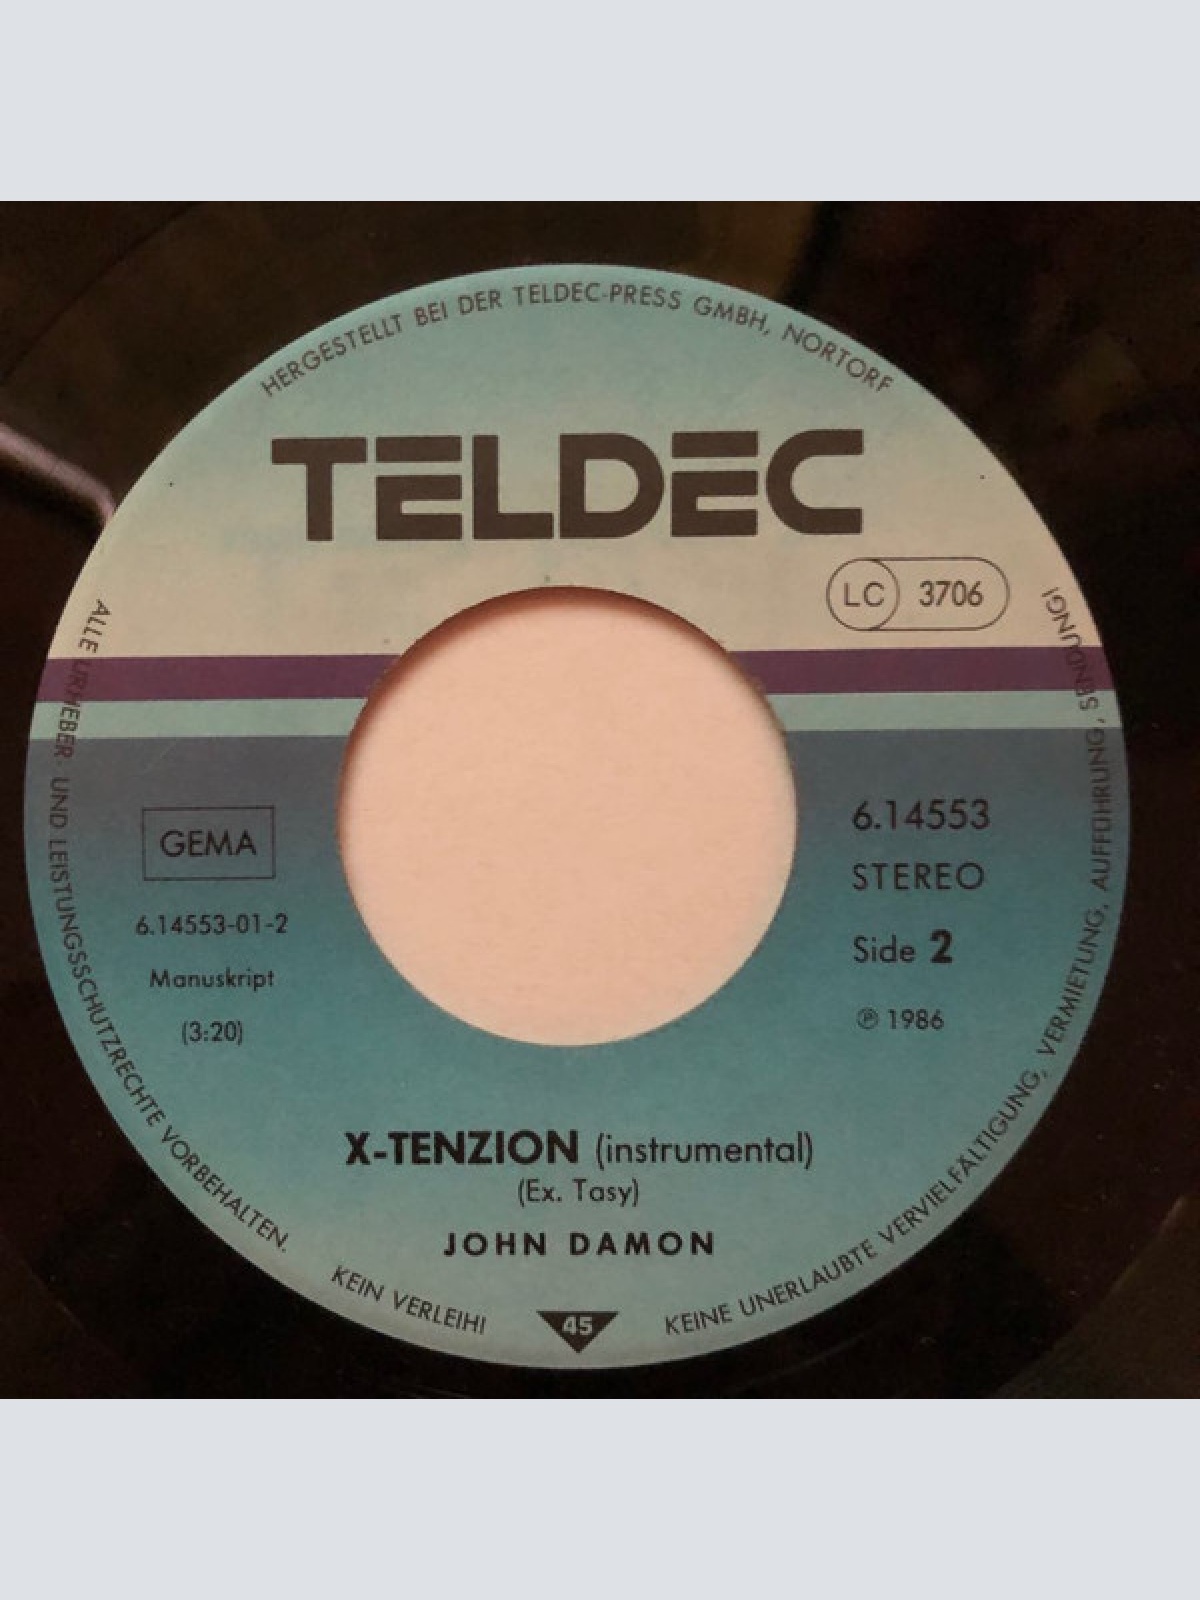 HERGESTELLT BEI DER TELDEC-PRESS GMBH, NORTORF
TELDEC
LC 3706
GEMA
6.14553-01-2
Manuskript
(3:20)
6.14553
STEREO
Side 2
℗ 1986
X-TENZION (instrumental)
(Ex. Tasy)
JOHN DAMON
ALLE URHEBER- UND LEISTUNGSSCHUTZRECHTE VORBEHALTEN.
KEIN VERLEIH!
45
KEINE UNERLAUBTE VERVIELFÄLTIGUNG, VERMIETUNG, AUFFÜHRUNG, SENDUNG!